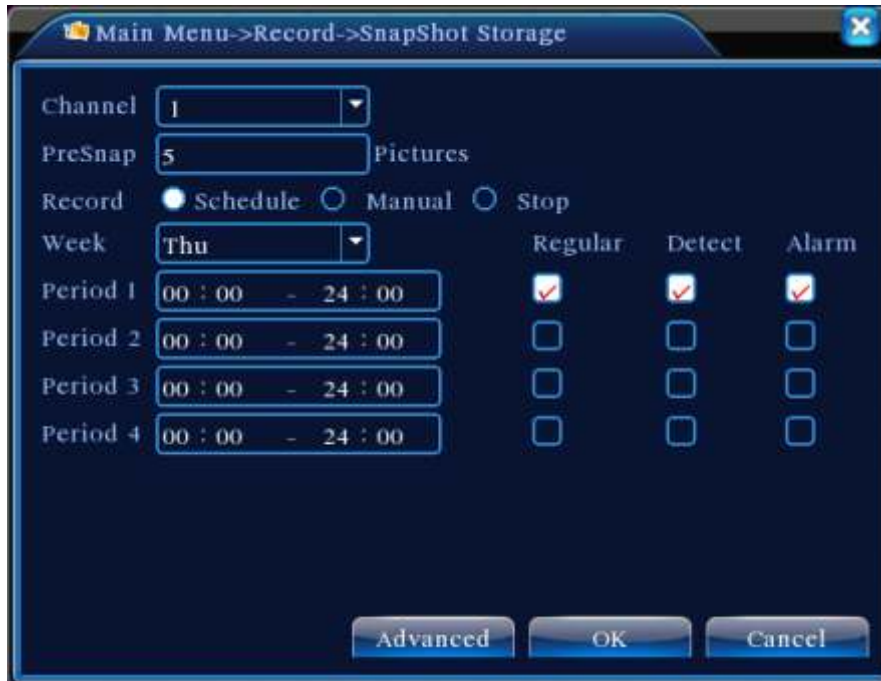 Main Menu->Record->SnapShot Storage
Channel 1
PreSnap 5 Pictures
Record Schedule Manual Stop
Week Thu Regular Detect Alarm
Period 1 00 : 00 - 24 : 00
Period 2 00 : 00 - 24 : 00
Period 3 00 : 00 - 24 : 00
Period 4 00 : 00 - 24 : 00
Advanced OK Cancel